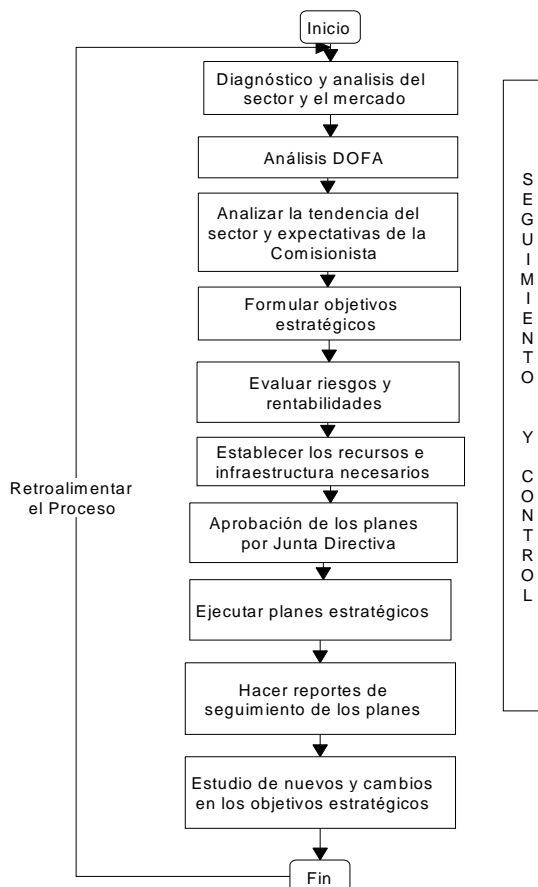 Inicio
Diagnóstico y analisis del
sector y el mercado
Análisis DOFA
Analizar la tendencia del
sector y expectativas de la
Comisionista
Formular objetivos
estratégicos
Evaluar riesgos y
rentabilidades
Establecer los recursos e
infraestructura necesarios
Aprobación de los planes
por Junta Directiva
Ejecutar planes estratégicos
Hacer reportes de
seguimiento de los planes
Estudio de nuevos y cambios
en los objetivos estratégicos
Fin
Retroalimentar
el Proceso
SEGUIMIENTO Y CONTROL